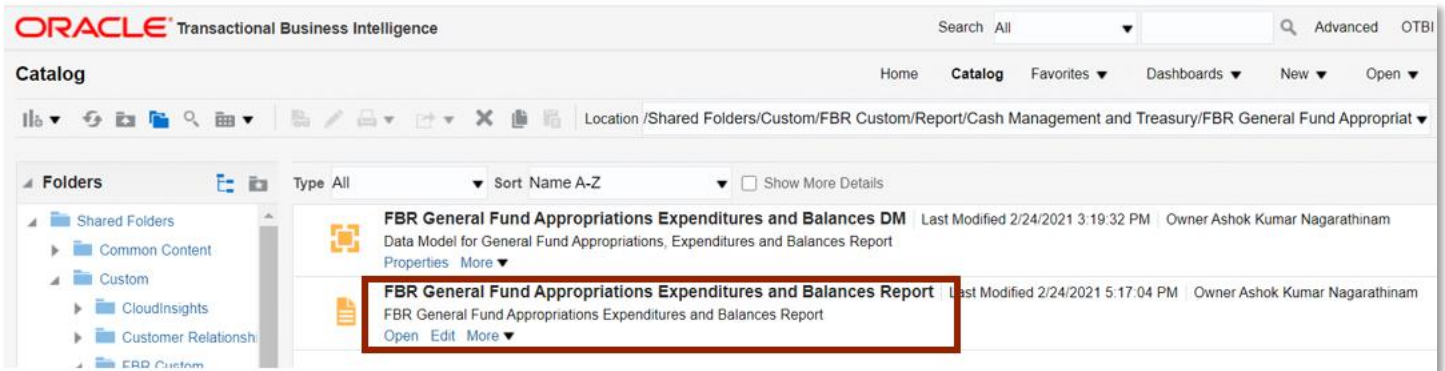 ORACLE Transactional Business Intelligence Search All Advanced OTBI
Catalog Home Catalog Favorites Dashboards New Open
Location /Shared Folders/Custom/FBR Custom/Report/Cash Management and Treasury/FBR General Fund Appropriat
Folders Type All Sort Name A-Z Show More Details
Shared Folders
Common Content
Custom
CloudInsights
Customer Relationsh
FBR Custom
FBR General Fund Appropriations Expenditures and Balances DM Last Modified 2/24/2021 3:19:32 PM Owner Ashok Kumar Nagarathinam
Data Model for General Fund Appropriations, Expenditures and Balances Report
Properties More
FBR General Fund Appropriations Expenditures and Balances Report Last Modified 2/24/2021 5:17:04 PM Owner Ashok Kumar Nagarathinam
FBR General Fund Appropriations Expenditures and Balances Report
Open Edit More